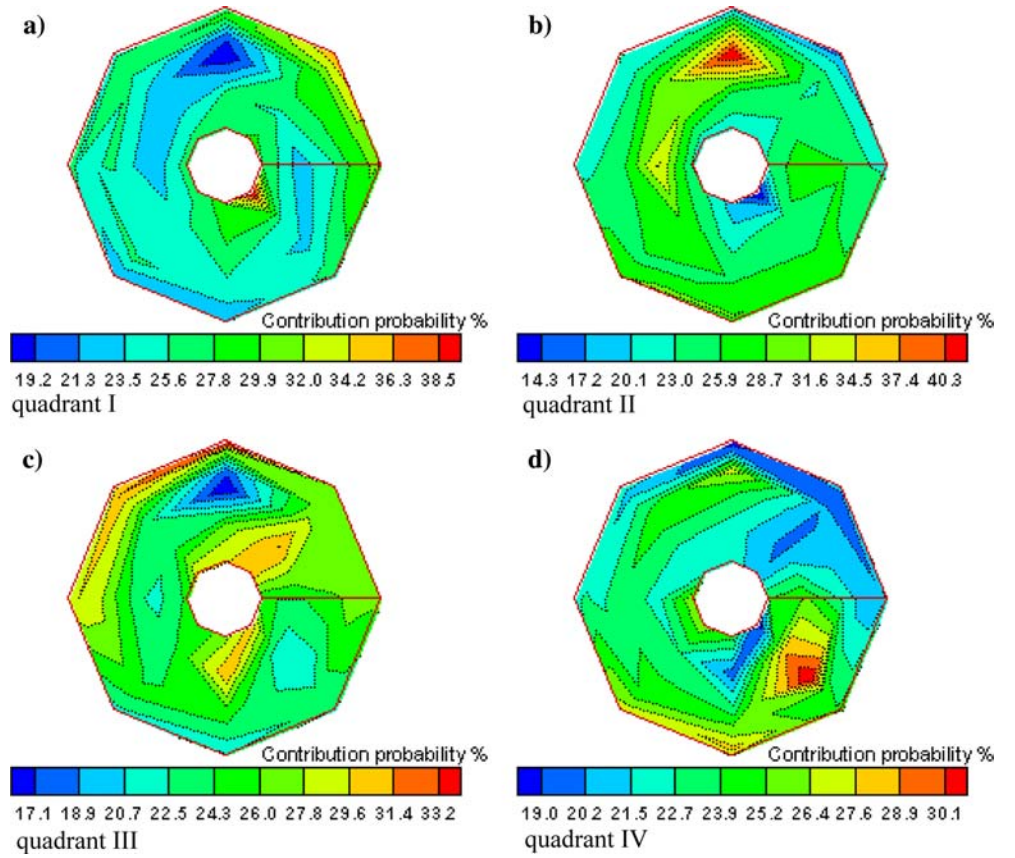 a)
b)
Contribution probability %
Contribution probability %
19.2 21.3 23.5 25.6 27.8 29.9 32.0 34.2 36.3 38.5
14.3 17.2 20.1 23.0 25.9 28.7 31.6 34.5 37.4 40.3
quadrant I
quadrant II
c)
d)
Contribution probability %
Contribution probability %
17.1 18.9 20.7 22.5 24.3 26.0 27.8 29.6 31.4 33.2
19.0 20.2 21.5 22.7 23.9 25.2 26.4 27.6 28.9 30.1
quadrant III
quadrant IV